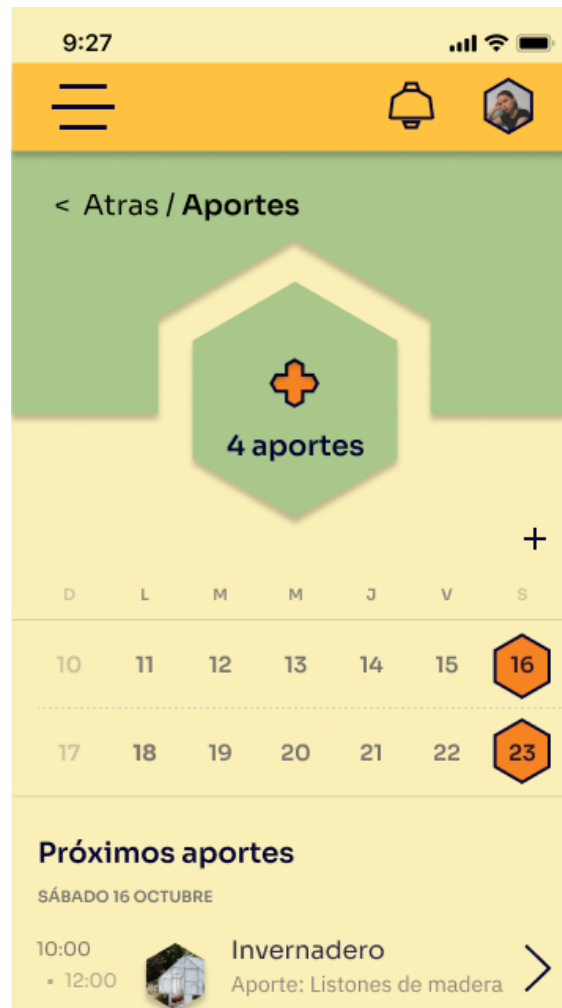 9:27
< Atras / Aportes
4 aportes
+
D L M M J V S
10 11 12 13 14 15 16
17 18 19 20 21 22 23
Próximos aportes
SÁBADO 16 OCTUBRE
10:00 Invernadero
• 12:00 Aporte: Listones de madera